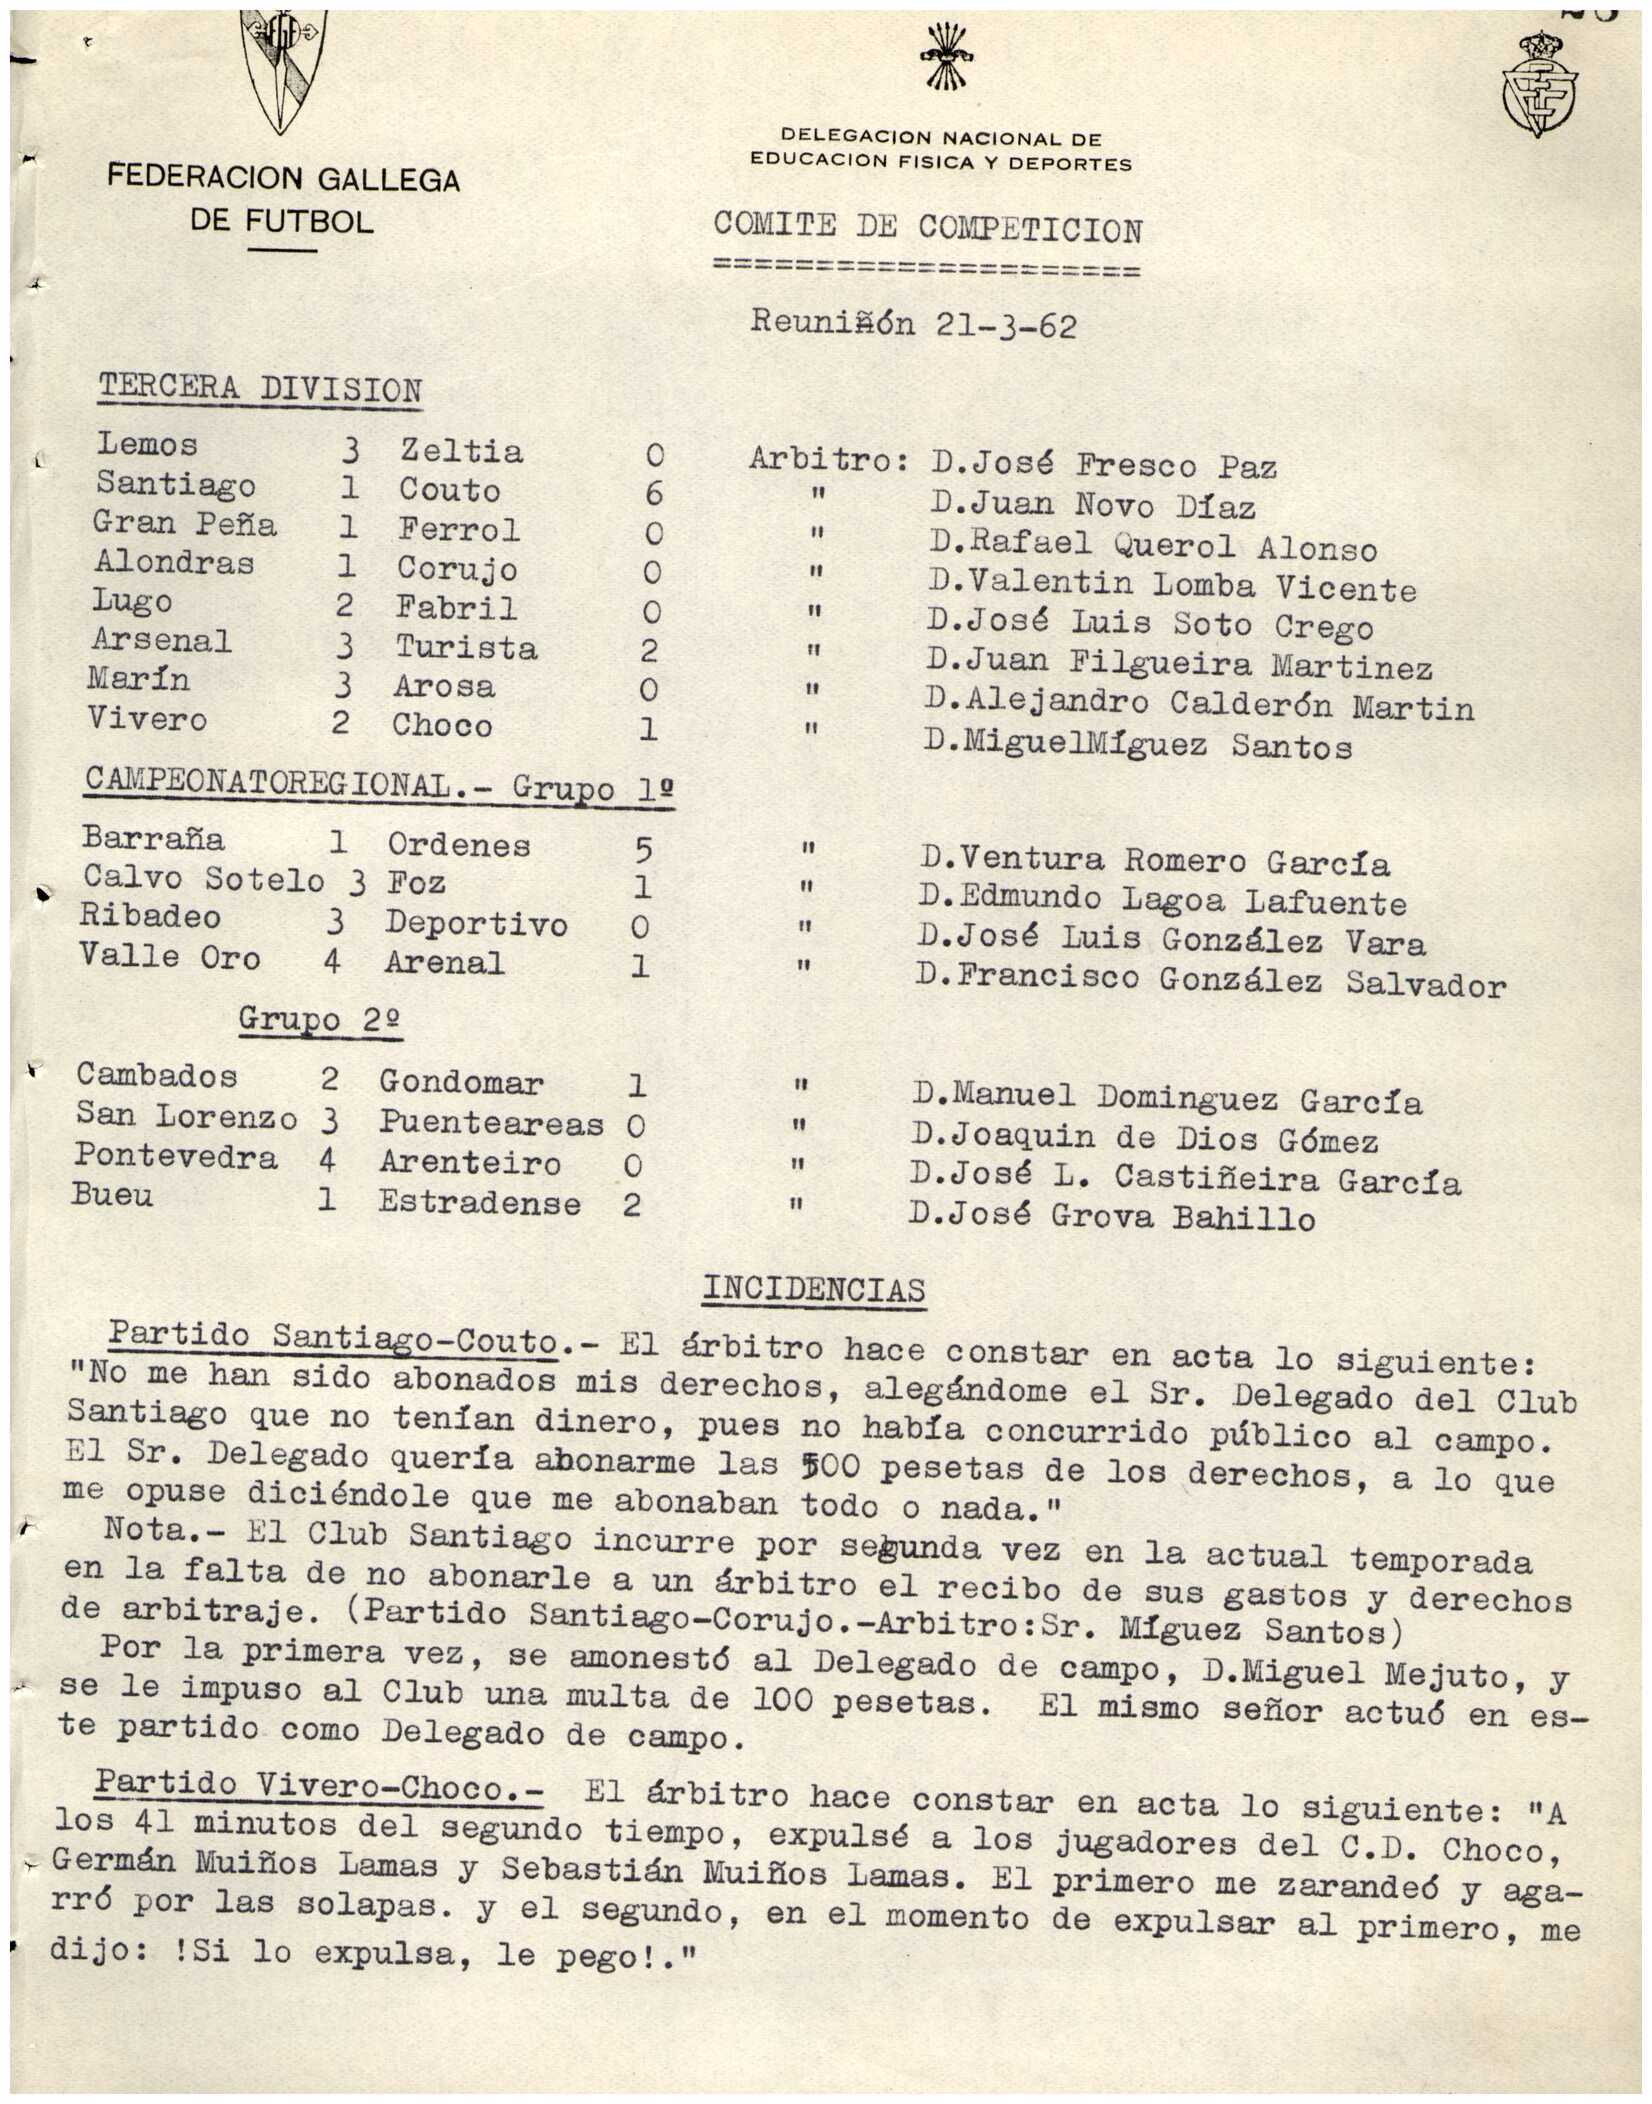 FEDERACION GALLEGA
DE FUTBOL
DELEGACION NACIONAL DE
EDUCACION FISICA Y DEPORTES
COMITE DE COMPETICION
=====================
Reuniñón 21-3-62
TERCERA DIVISION
Lemos 3 Zeltia 0 Arbitro: D.José Fresco Paz
Santiago 1 Couto 6 " D.Juan Novo Díaz
Gran Peña 1 Ferrol 0 " D.Rafael Querol Alonso
Alondras 1 Corujo 0 " D.Valentin Lomba Vicente
Lugo 2 Fabril 0 " D.José Luis Soto Crego
Arsenal 3 Turista 2 " D.Juan Filgueira Martinez
Marín 3 Arosa 0 " D.Alejandro Calderón Martin
Vivero 2 Choco 1 " D.MiguelMíguez Santos
CAMPEONATOREGIONAL.- Grupo 1º
Barraña 1 Ordenes 5 " D.Ventura Romero García
Calvo Sotelo 3 Foz 1 " D.Edmundo Lagoa Lafuente
Ribadeo 3 Deportivo 0 " D.José Luis González Vara
Valle Oro 4 Arenal 1 " D.Francisco González Salvador
Grupo 2º
Cambados 2 Gondomar 1 " D.Manuel Dominguez García
San Lorenzo 3 Puenteareas 0 " D.Joaquin de Dios Gómez
Pontevedra 4 Arenteiro 0 " D.José L. Castiñeira García
Bueu 1 Estradense 2 " D.José Grova Bahillo
INCIDENCIAS
Partido Santiago-Couto.- El árbitro hace constar en acta lo siguiente:
"No me han sido abonados mis derechos, alegándome el Sr. Delegado del Club
Santiago que no tenían dinero, pues no había concurrido público al campo.
El Sr. Delegado quería abonarme las 500 pesetas de los derechos, a lo que
me opuse diciéndole que me abonaban todo o nada."
Nota.- El Club Santiago incurre por segunda vez en la actual temporada
en la falta de no abonarle a un árbitro el recibo de sus gastos y derechos
de arbitraje. (Partido Santiago-Corujo.-Arbitro:Sr. Míguez Santos)
Por la primera vez, se amonestó al Delegado de campo, D.Miguel Mejuto, y
se le impuso al Club una multa de 100 pesetas. El mismo señor actuó en es-
te partido como Delegado de campo.
Partido Vivero-Choco.- El árbitro hace constar en acta lo siguiente: "A
los 41 minutos del segundo tiempo, expulsé a los jugadores del C.D. Choco,
Germán Muiños Lamas y Sebastián Muiños Lamas. El primero me zarandeó y aga-
rró por las solapas. y el segundo, en el momento de expulsar al primero, me
dijo: !Si lo expulsa, le pego!."